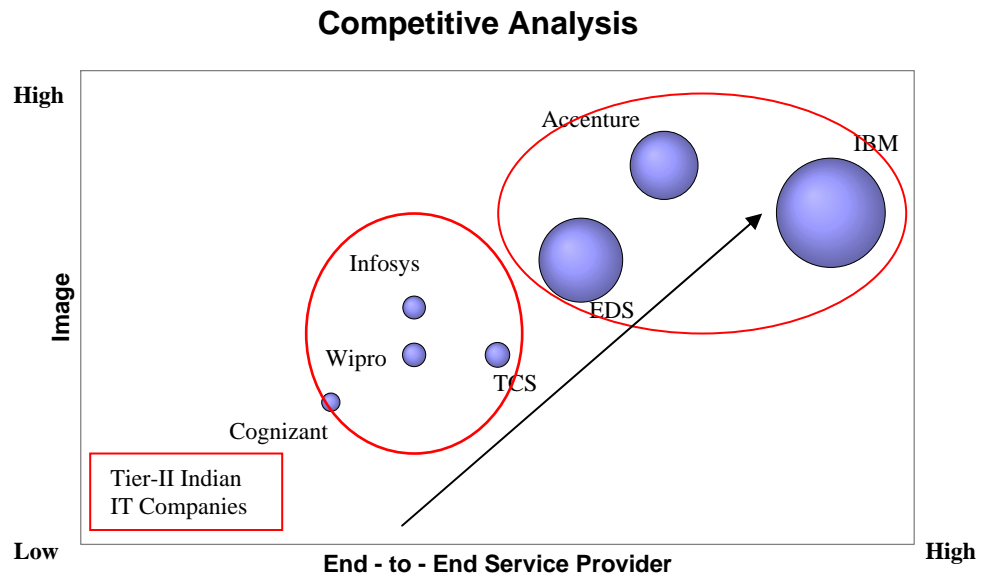 Competitive Analysis
High
Accenture
IBM
Infosys
Image
EDS
Wipro
TCS
Cognizant
Tier-II Indian
IT Companies
Low
End - to - End Service Provider
High